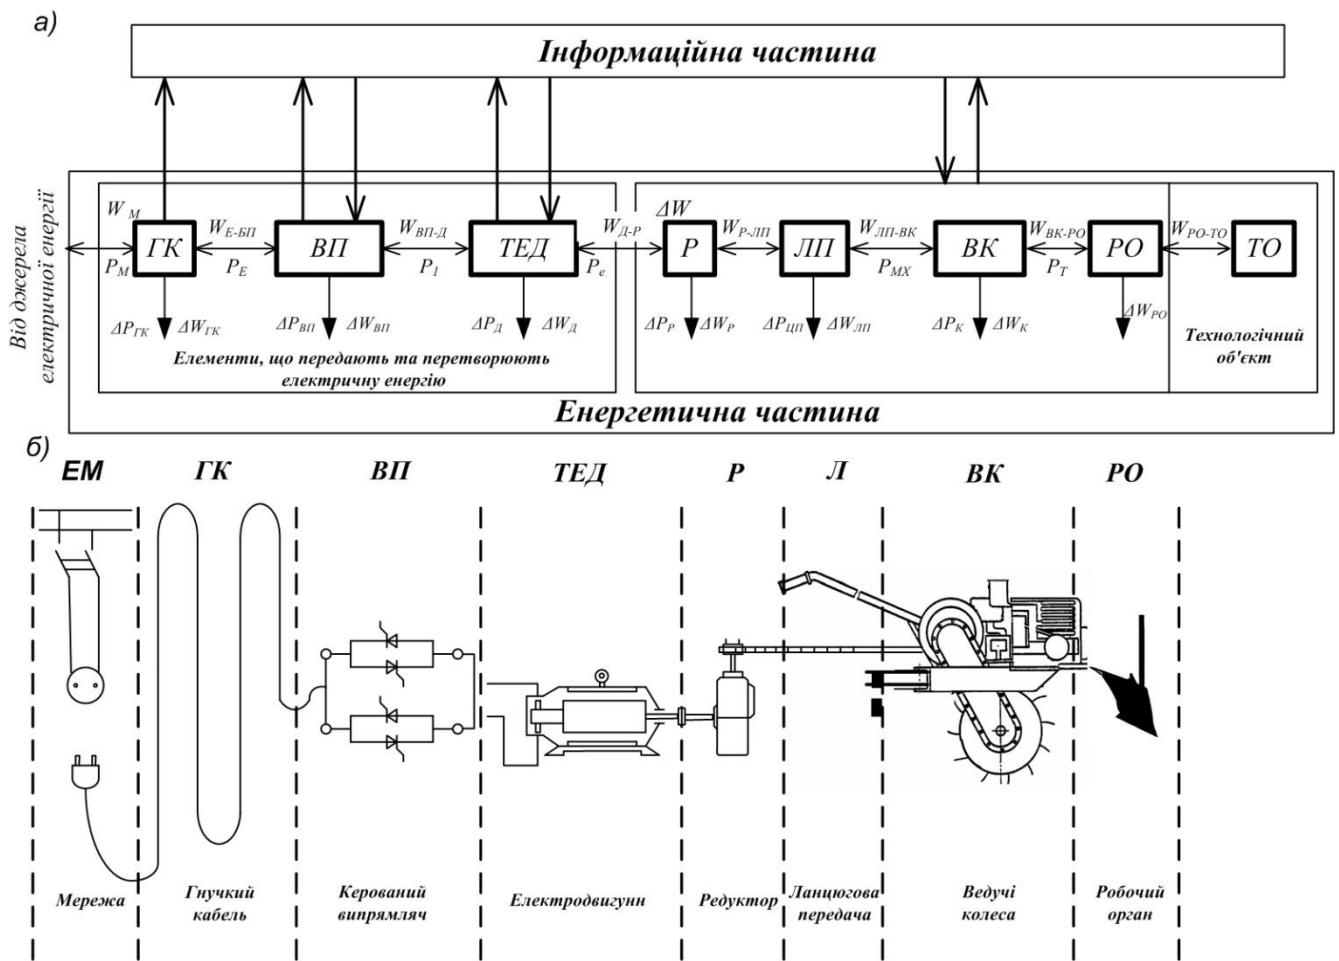 а)
Інформаційна частина
Від джерела
електричної енергії
W_М
ГК
W_Е-БП
ВП
W_ВП-Д
ТЕД
W_Д-Р
ΔW
Р
W_Р-ЛП
ЛП
W_ЛП-ВК
ВК
W_ВК-РО
РО
W_РО-ТО
ТО
P_М
P_Е
P_1
P_е
P_МХ
P_Т
ΔP_ГК
ΔW_ГК
ΔP_ВП
ΔW_ВП
ΔP_Д
ΔW_Д
ΔP_Р
ΔW_Р
ΔP_ЦП
ΔW_ЛП
ΔP_К
ΔW_К
ΔW_РО
Елементи, що передають та перетворюють
електричну енергію
Технологічний
об'єкт
Енергетична частина
б)
ЕМ ГК ВП ТЕД Р Л ВК РО
Мережа
Гнучкий
кабель
Керований
випрямляч
Електродвигунн
Редуктор
Ланцюгова
передача
Ведучі
колеса
Робочий
орган